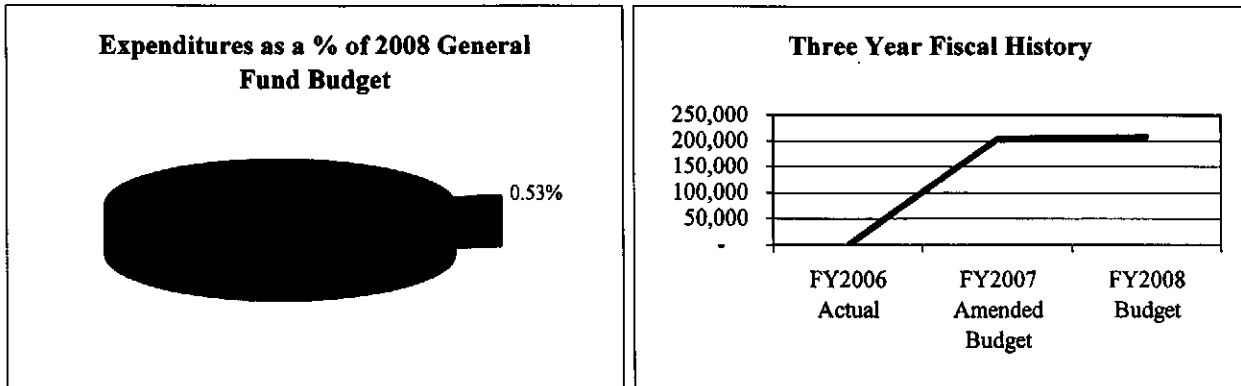 Expenditures as a % of 2008 General
Fund Budget
0.53%
Three Year Fiscal History
250,000
200,000
150,000
100,000
50,000
-
FY2006
Actual
FY2007
Amended
Budget
FY2008
Budget